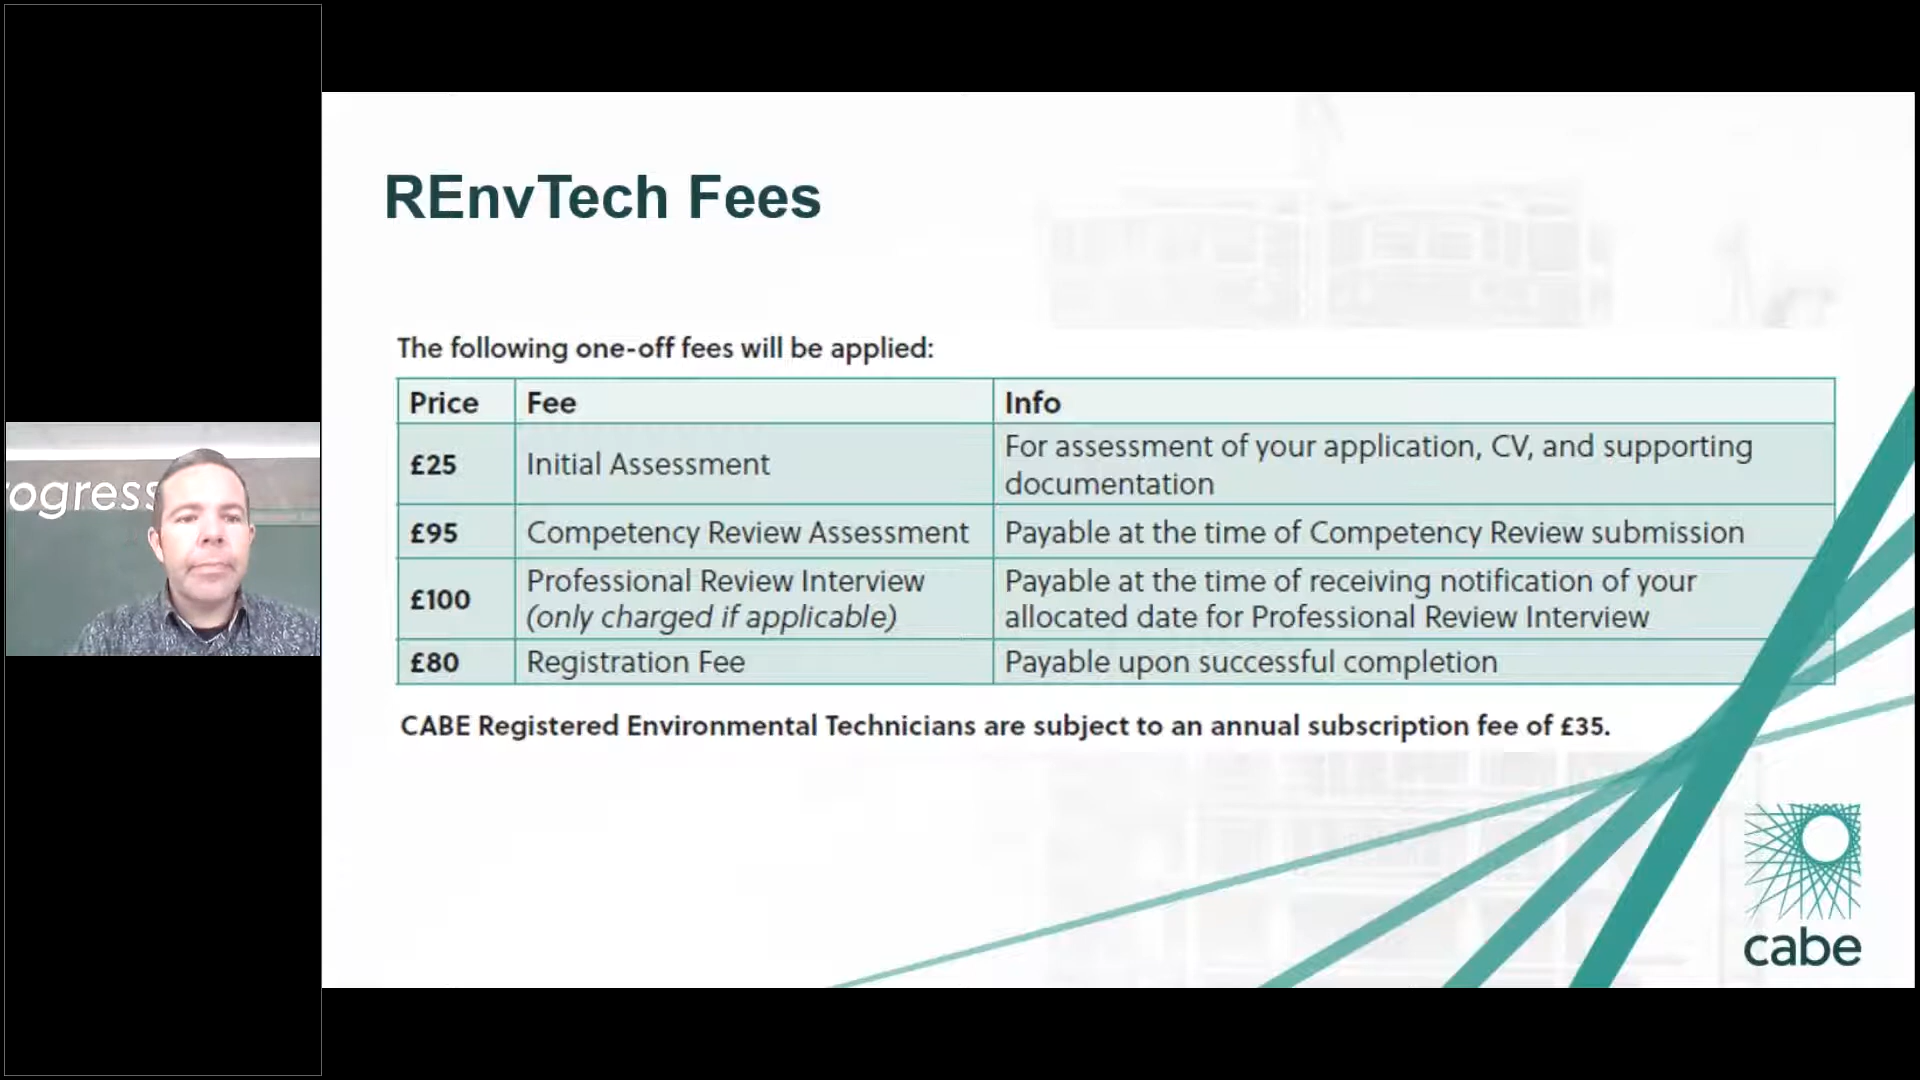 REnvTech Fees
The following one-off fees will be applied:
Price Fee Info
£25 Initial Assessment For assessment of your application, CV, and supporting
documentation
£95 Competency Review Assessment Payable at the time of Competency Review submission
£100 Professional Review Interview Payable at the time of receiving notification of your
(only charged if applicable) allocated date for Professional Review Interview
£80 Registration Fee Payable upon successful completion
CABE Registered Environmental Technicians are subject to an annual subscription fee of £35.
ogress
cabe